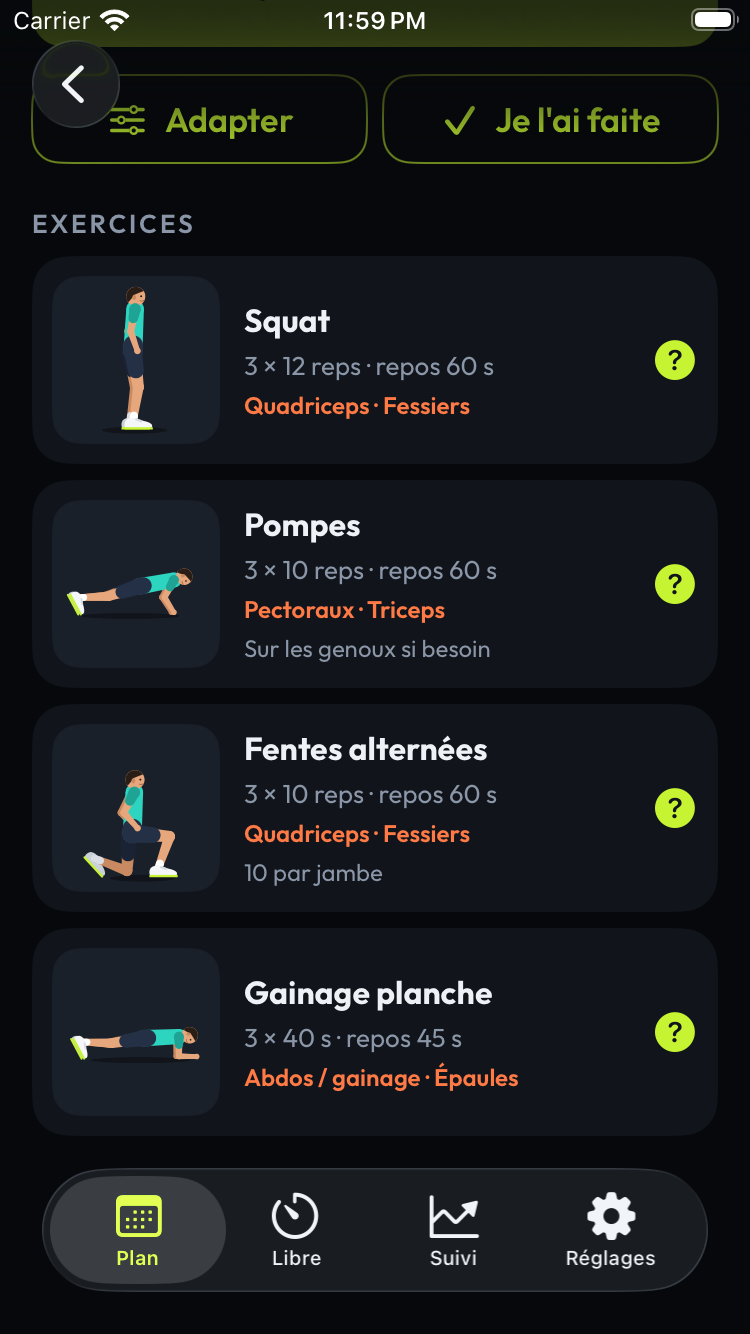 Carrier 11:59 PM
Adapter
Je l'ai faite
EXERCICES
Squat
3 × 12 reps · repos 60 s
Quadriceps · Fessiers
?
Pompes
3 × 10 reps · repos 60 s
Pectoraux · Triceps
Sur les genoux si besoin
?
Fentes alternées
3 × 10 reps · repos 60 s
Quadriceps · Fessiers
10 par jambe
?
Gainage planche
3 × 40 s · repos 45 s
Abdos / gainage · Épaules
?
Plan
Libre
Suivi
Réglages